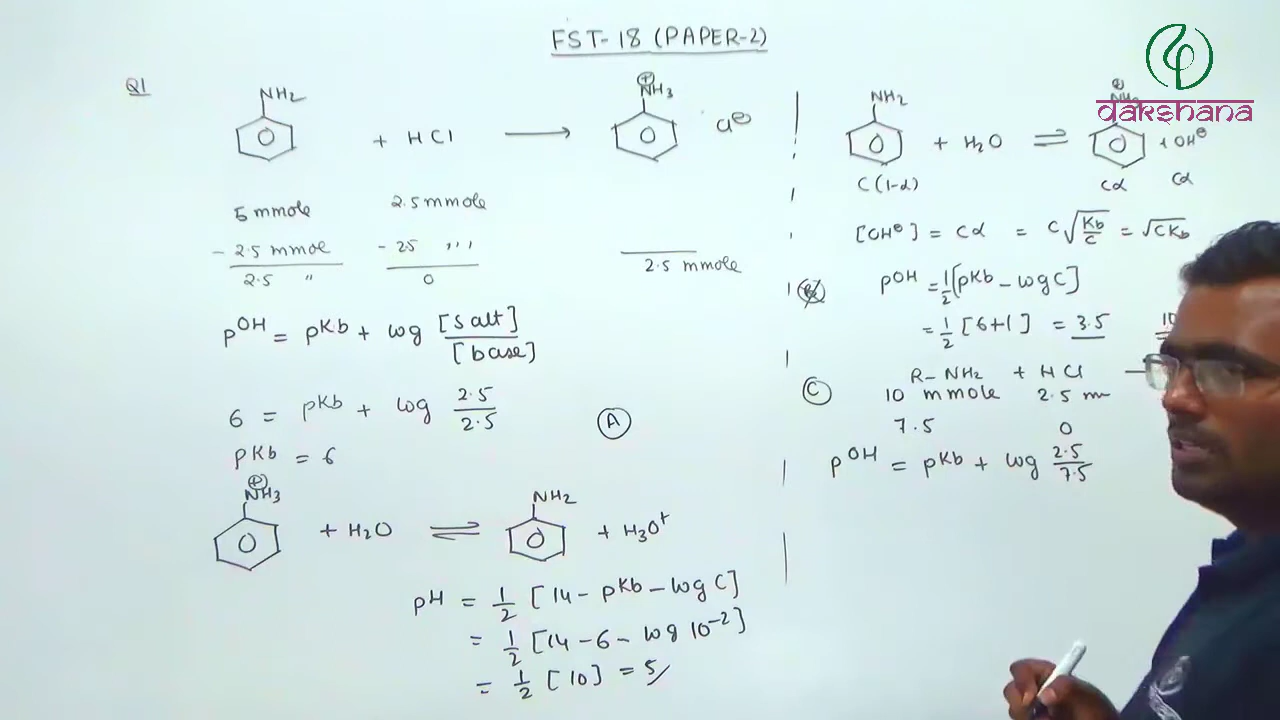 FST-18 (PAPER-2)
dakshana
Q1
NH2 + HCl → ⊕NH3 Cl⊖
5 mmole 2.5 mmole
- 2.5 mmol - 25 ,,,
2.5 " 0 2.5 mmole
pOH = pKb + log [Salt]/[base]
6 = pKb + log 2.5/2.5 (A)
pKb = 6
⊕NH3 + H2O ⇌ NH2 + H3O+
pH = 1/2 [14 - pKb - log C]
= 1/2 [14 - 6 - log 10-2]
= 1/2 [10] = 5
NH2 + H2O ⇌ ⊕NH3 + OH⊖
C(1-α) Cα Cα
[OH⊖] = Cα = C√Kb/C = √CKb
pOH = 1/2 [pKb - log C]
= 1/2 [6+1] = 3.5 10
(C) R-NH2 + HCl
10 mmole 2.5 m
7.5 0
pOH = pKb + log 2.5/7.5